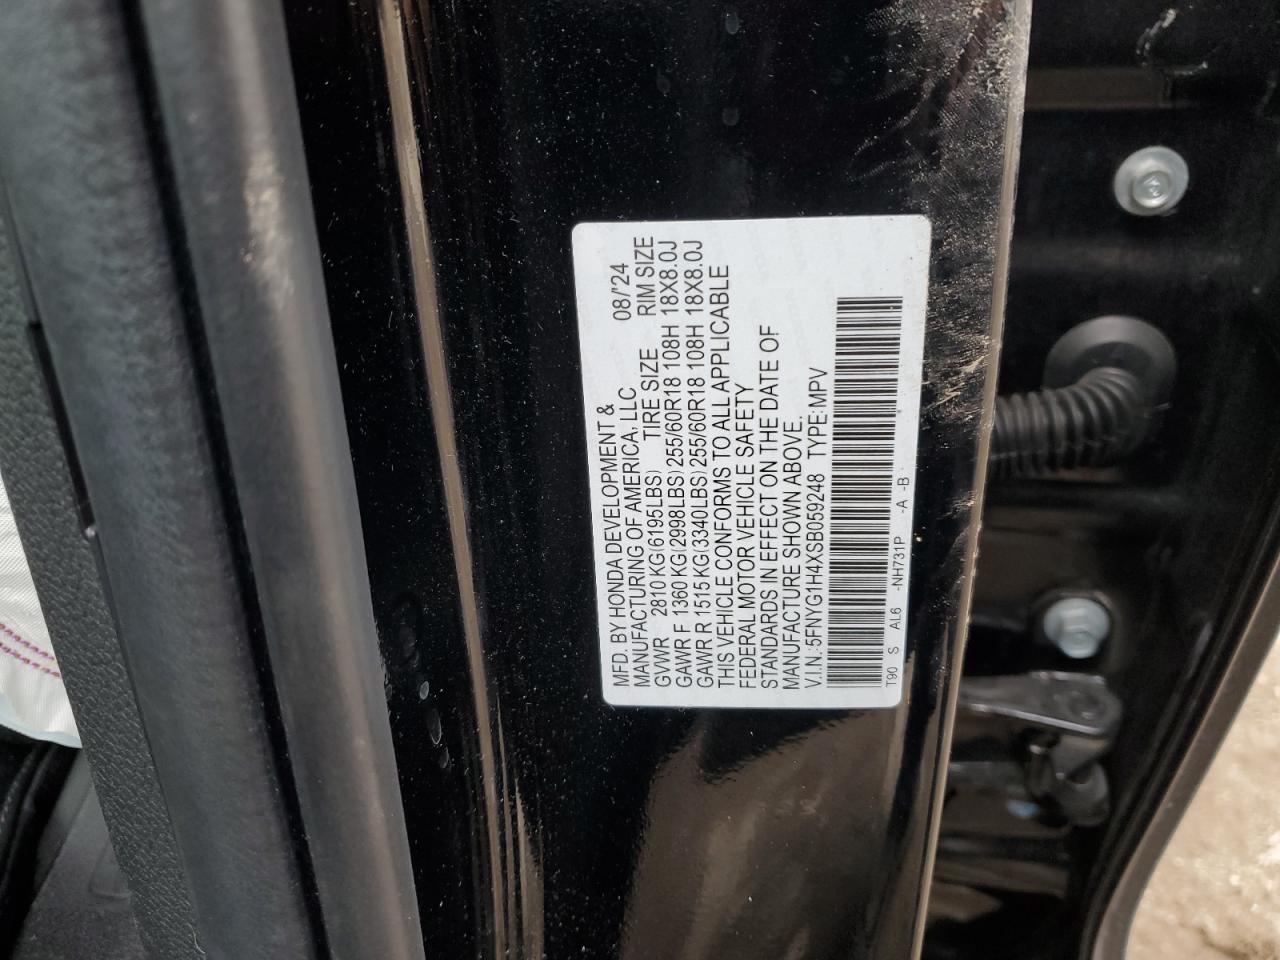 MFD. BY HONDA DEVELOPMENT &
MANUFACTURING OF AMERICA, LLC 08/'24
GVWR 2810 KG(6195LBS) TIRE SIZE RIM SIZE
GAWR F 1360 KG(2998LBS) 255/60R18 108H 18X8.0J
GAWR R 1515 KG(3340LBS) 255/60R18 108H 18X8.0J
THIS VEHICLE CONFORMS TO ALL APPLICABLE
FEDERAL MOTOR VEHICLE SAFETY
STANDARDS IN EFFECT ON THE DATE OF
MANUFACTURE SHOWN ABOVE.
V.I.N.:5FNYG1H4XSB059248 TYPE:MPV
T90 S AL6 -NH731P -A -B